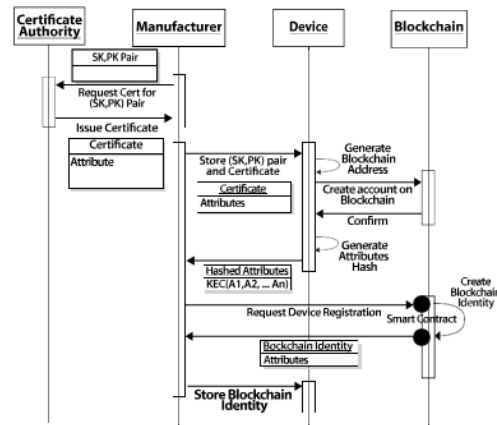 Certificate
Authority
Manufacturer
Device
Blockchain
SK,PK Pair
Request Cert for
(SK,PK) Pair
Issue Certificate
Certificate
Attribute
Store (SK,PK) pair
and Certificate
Certificate
Attributes
Generate
Blockchain
Address
Create account on
Blockchain
Confirm
Generate
Attributes
Hash
Hashed Attributes
KEC(A1,A2, ... An)
Request Device Registration
Create
Blockchain
Identity
Smart Contract
Bockchain Identity
Attributes
Store Blockchain
Identity